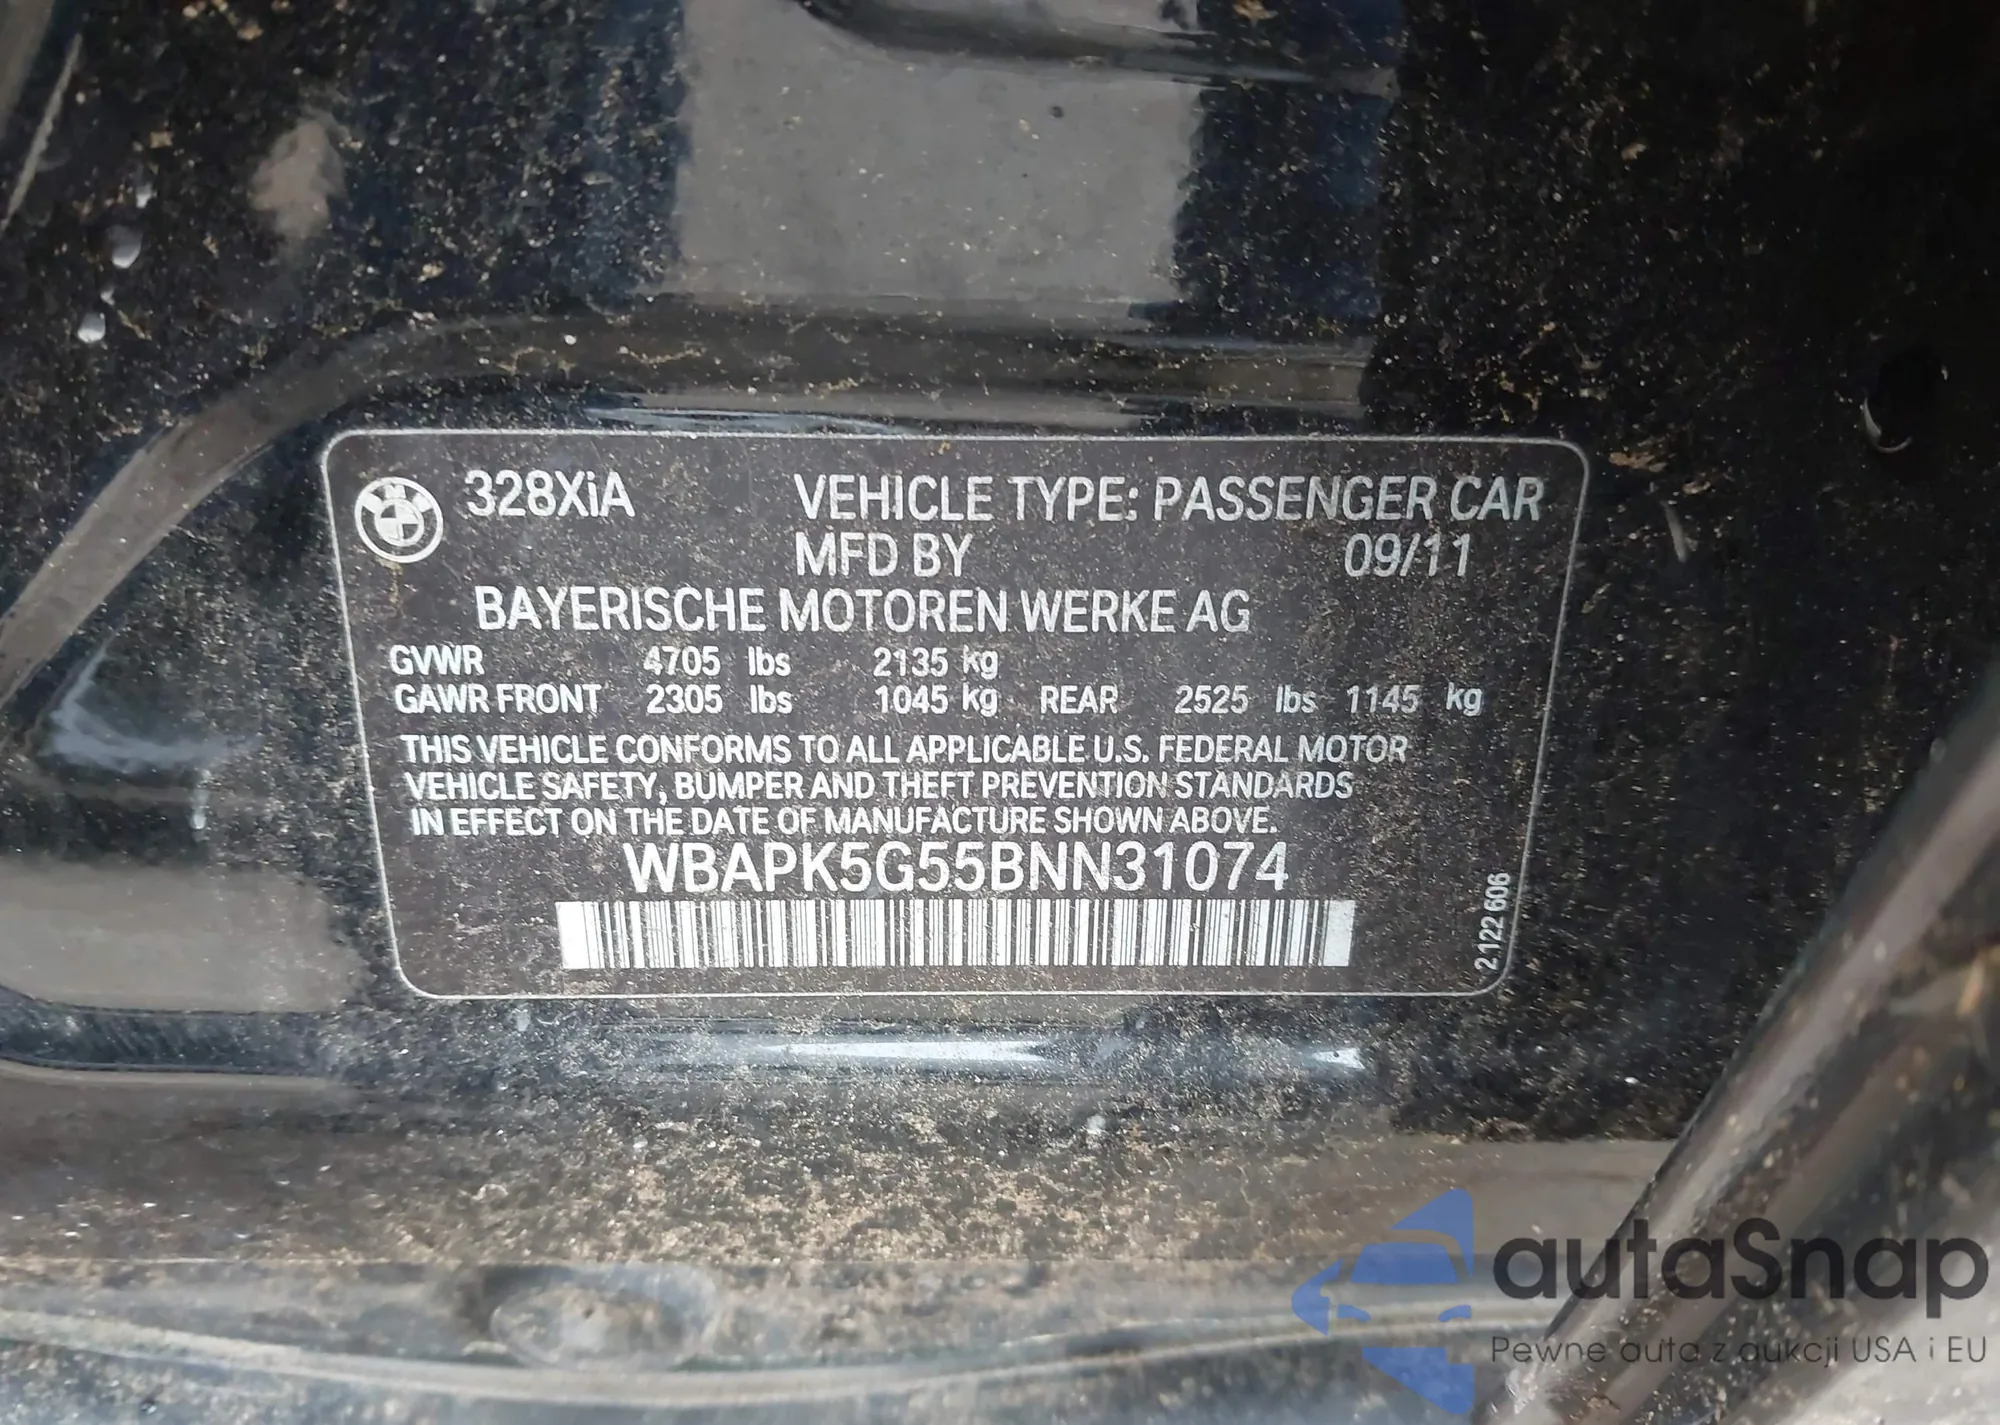 328XiA VEHICLE TYPE: PASSENGER CAR
MFD BY 09/11
BAYERISCHE MOTOREN WERKE AG
GVWR 4705 lbs 2135 kg
GAWR FRONT 2305 lbs 1045 kg REAR 2525 lbs 1145 kg
THIS VEHICLE CONFORMS TO ALL APPLICABLE U.S. FEDERAL MOTOR
VEHICLE SAFETY, BUMPER AND THEFT PREVENTION STANDARDS
IN EFFECT ON THE DATE OF MANUFACTURE SHOWN ABOVE.
WBAPK5G55BNN31074
2 122 606
autaSnap
Pewne auta z aukcji USA i EU